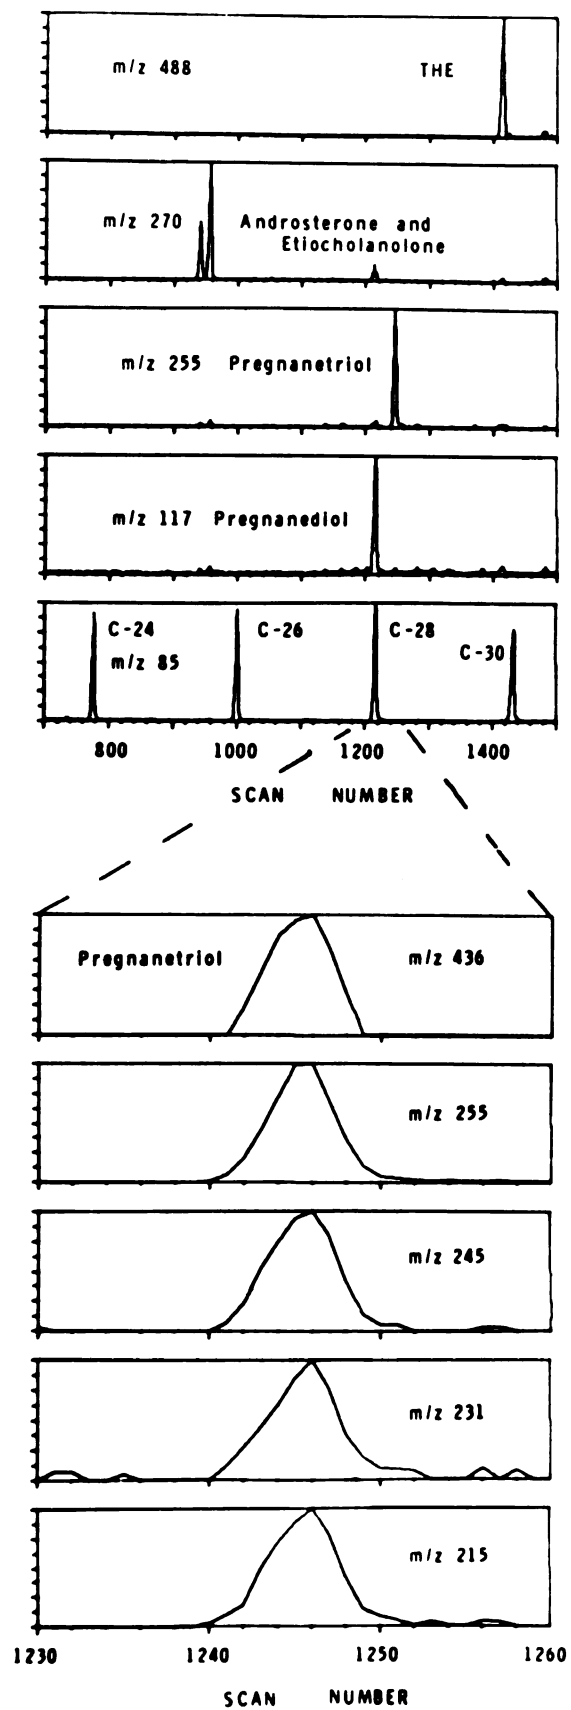 m/z 488 THE
m/z 270 Androsterone and
Etiocholanolone
m/z 255 Pregnanetriol
m/z 117 Pregnanediol
C-24 C-26 C-28
m/z 85 C-30
800 1000 1200 1400
SCAN NUMBER
Pregnanetriol m/z 436
m/z 255
m/z 245
m/z 231
m/z 215
1230 1240 1250 1260
SCAN NUMBER